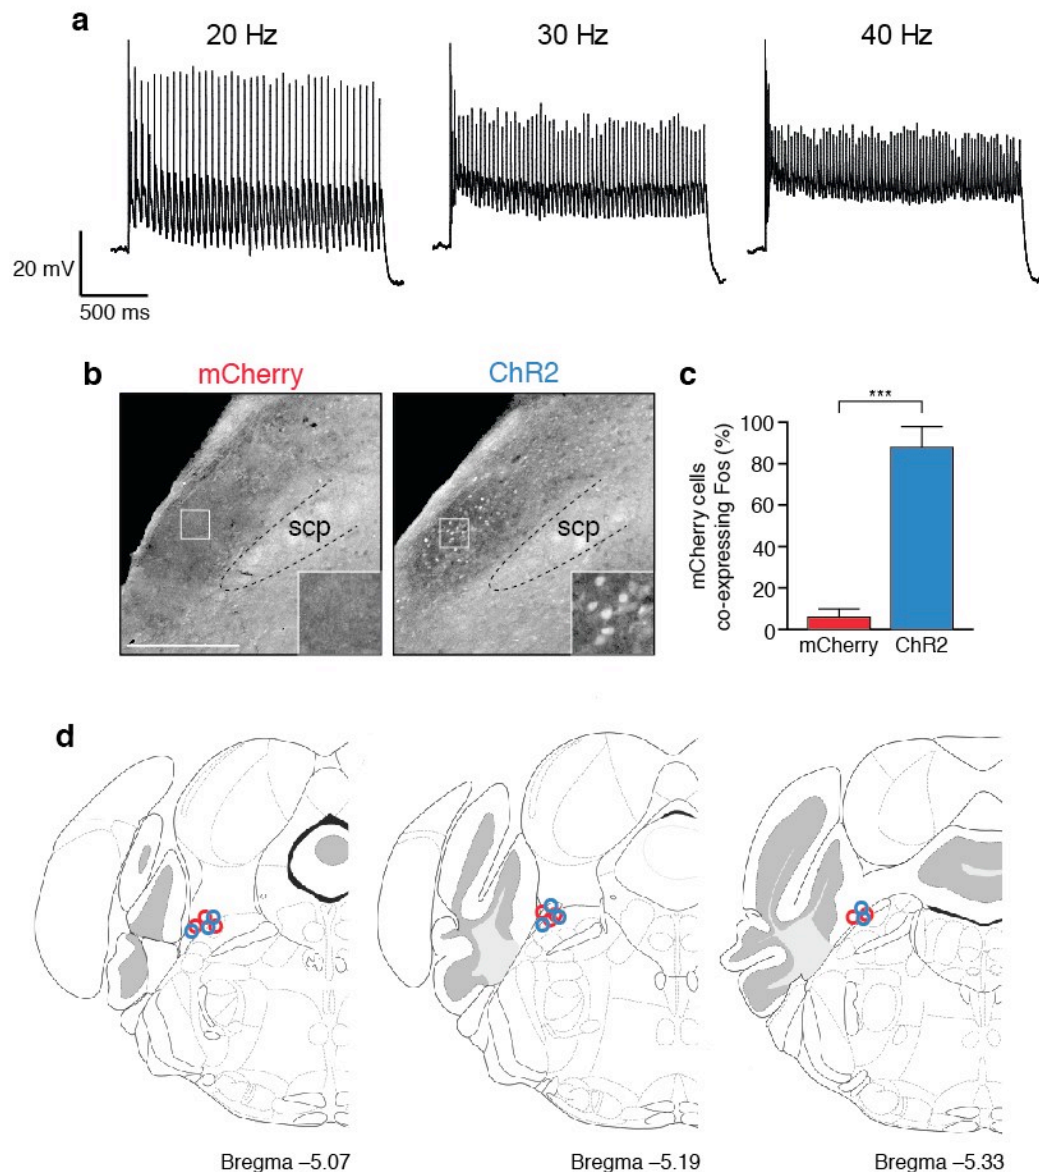 a
20 Hz
30 Hz
40 Hz
20 mV
500 ms
b
mCherry
ChR2
scp
scp
c
***
mCherry cells
co-expressing Fos (%)
100
80
60
40
20
0
mCherry
ChR2
d
Bregma –5.07
Bregma –5.19
Bregma –5.33